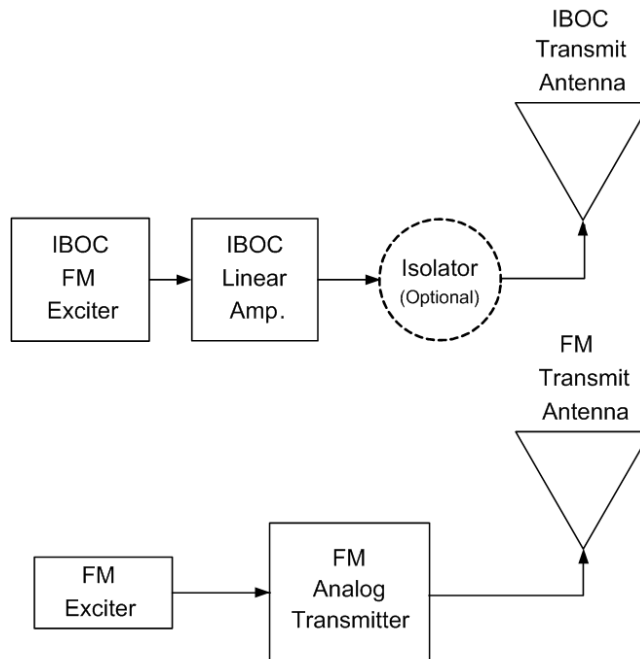 IBOC
Transmit
Antenna
IBOC
FM
Exciter
IBOC
Linear
Amp.
Isolator
(Optional)
FM
Transmit
Antenna
FM
Exciter
FM
Analog
Transmitter